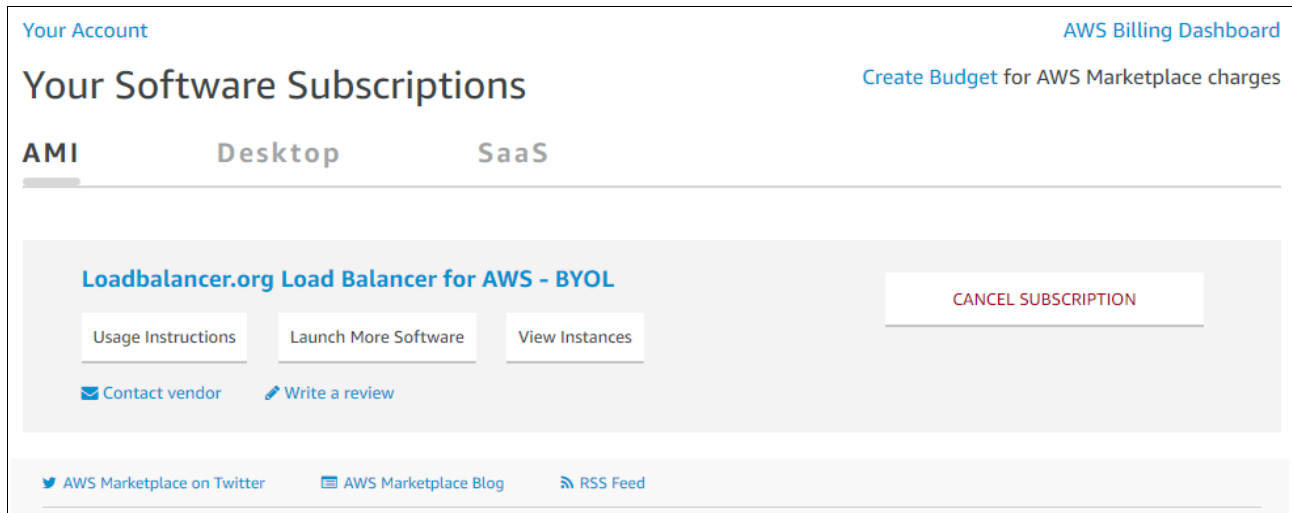 Your Account
AWS Billing Dashboard
Your Software Subscriptions
Create Budget for AWS Marketplace charges
AMI
Desktop
SaaS
Loadbalancer.org Load Balancer for AWS - BYOL
CANCEL SUBSCRIPTION
Usage Instructions
Launch More Software
View Instances
Contact vendor
Write a review
AWS Marketplace on Twitter
AWS Marketplace Blog
RSS Feed